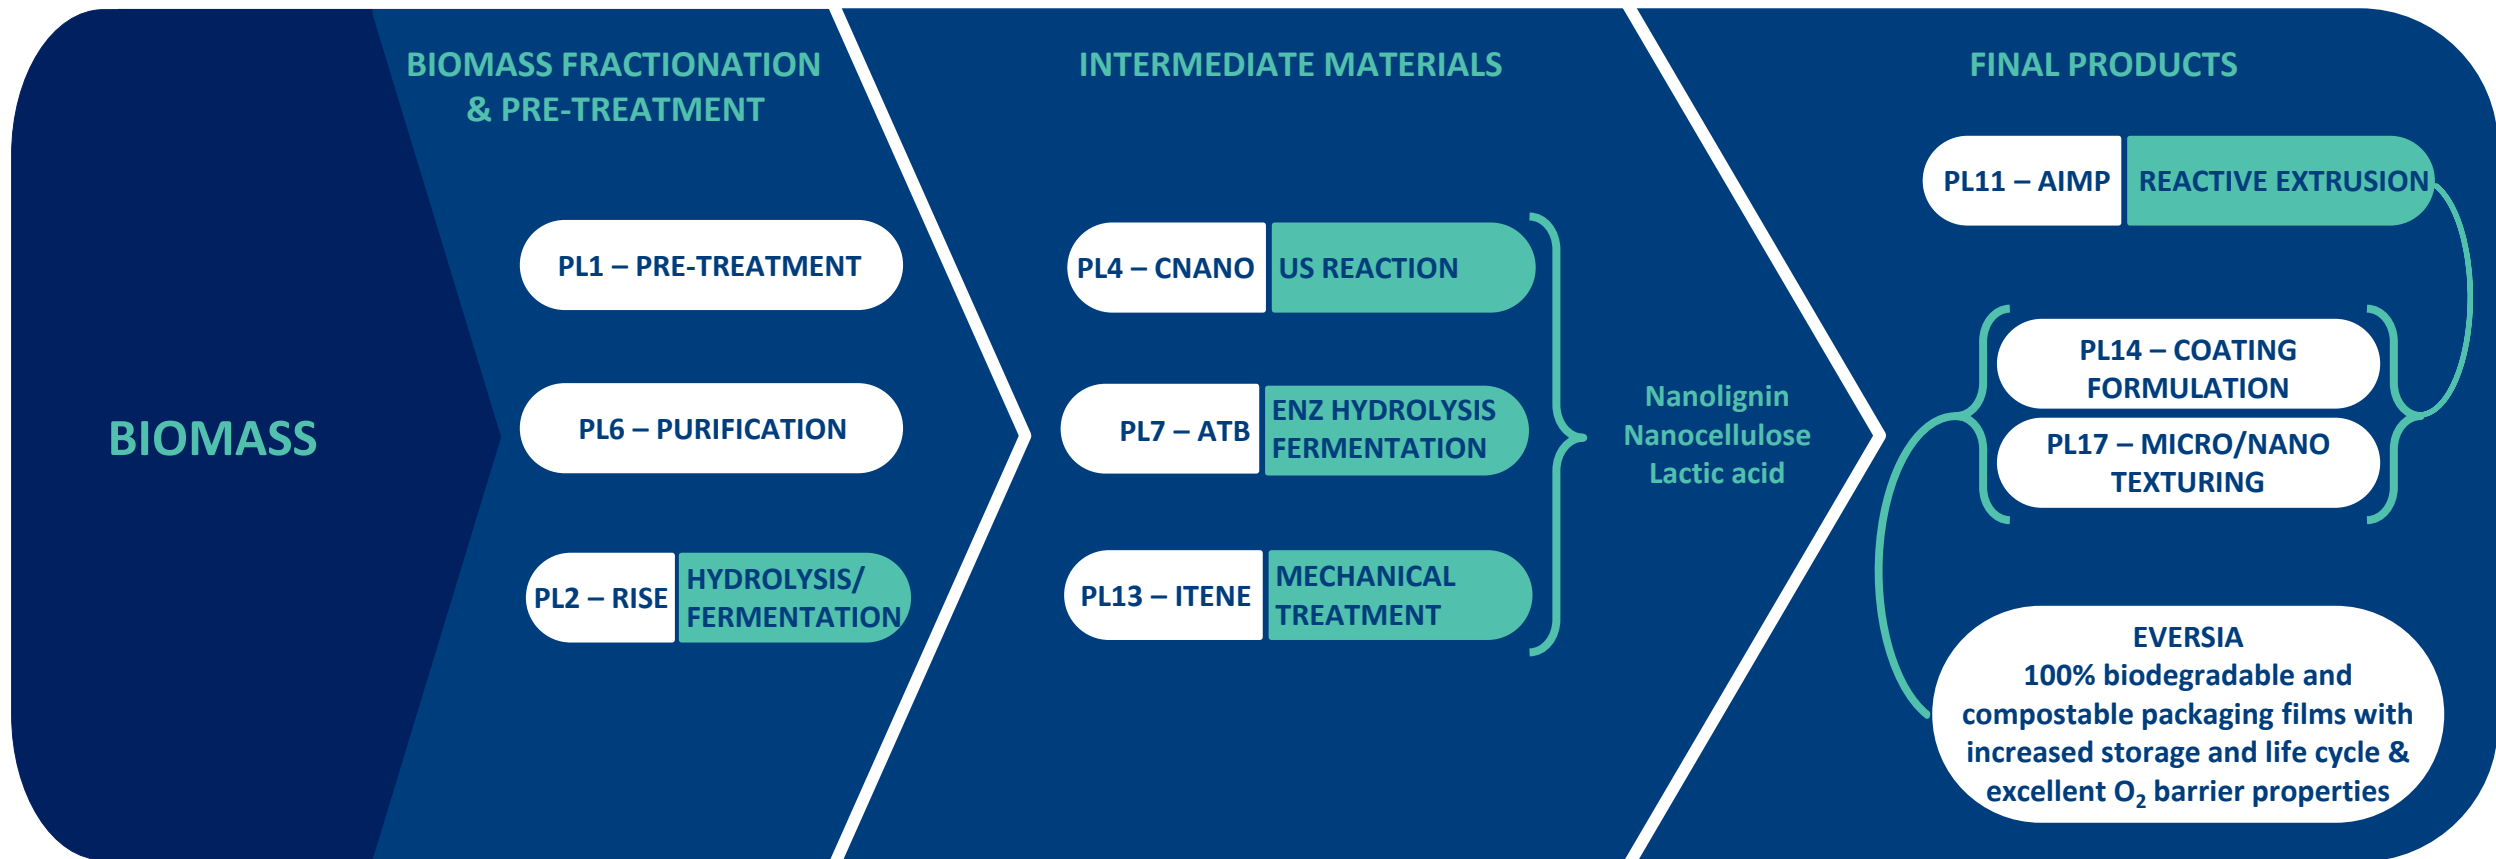 BIOMASS
BIOMASS FRACTIONATION
& PRE-TREATMENT
PL1 – PRE-TREATMENT
PL6 – PURIFICATION
PL2 – RISE
HYDROLYSIS/
FERMENTATION
INTERMEDIATE MATERIALS
PL4 – CNANO
US REACTION
PL7 – ATB
ENZ HYDROLYSIS
FERMENTATION
PL13 – ITENE
MECHANICAL
TREATMENT
Nanolignin
Nanocellulose
Lactic acid
FINAL PRODUCTS
PL11 – AIMP
REACTIVE EXTRUSION
PL14 – COATING
FORMULATION
PL17 – MICRO/NANO
TEXTURING
EVERSIA
100% biodegradable and
compostable packaging films with
increased storage and life cycle &
excellent O₂ barrier properties